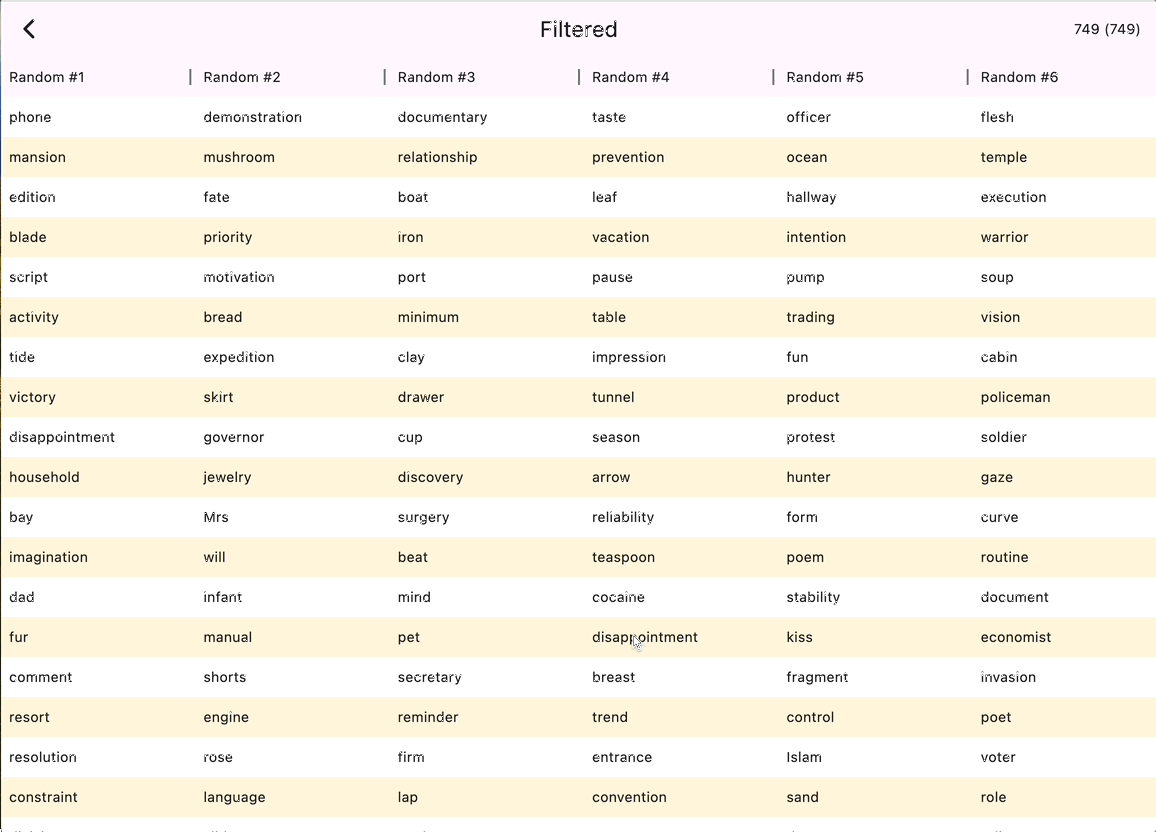 Filtered 749 (749)
Random #1 Random #2 Random #3 Random #4 Random #5 Random #6
phone demonstration documentary taste officer flesh
mansion mushroom relationship prevention ocean temple
edition fate boat leaf hallway execution
blade priority iron vacation intention warrior
script motivation port pause pump soup
activity bread minimum table trading vision
tide expedition clay impression fun cabin
victory skirt drawer tunnel product policeman
disappointment governor cup season protest soldier
household jewelry discovery arrow hunter gaze
bay Mrs surgery reliability form curve
imagination will beat teaspoon poem routine
dad infant mind cocaine stability document
fur manual pet disappointment kiss economist
comment shorts secretary breast fragment invasion
resort engine reminder trend control poet
resolution rose firm entrance Islam voter
constraint language lap convention sand role